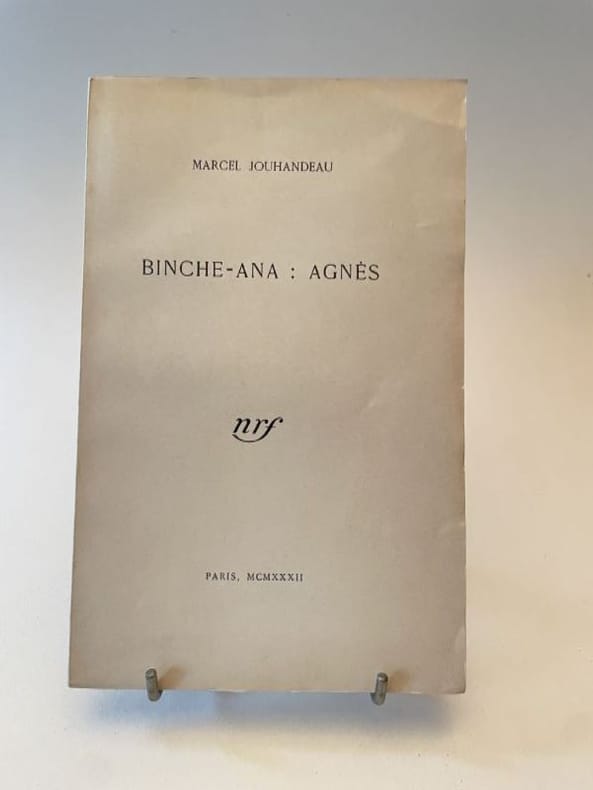 MARCEL JOUHANDEAU
BINCHE-ANA : AGNÈS
nrf
PARIS, MCMXXXII